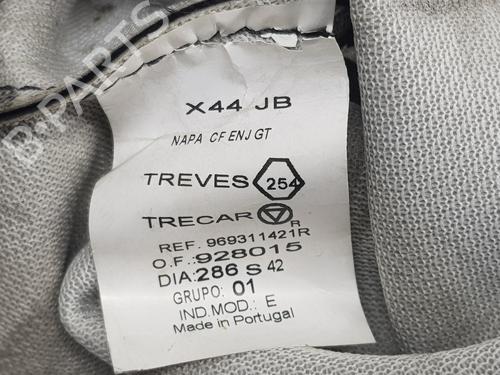 X44 JB
NAPA CF ENJ GT
TREVES 254
TRECAR R
REF. 969311421R
O.F.:928015
DIA:286 S 42
GRUPO: 01
IND.MOD.: E
Made in Portugal
B-PARTS